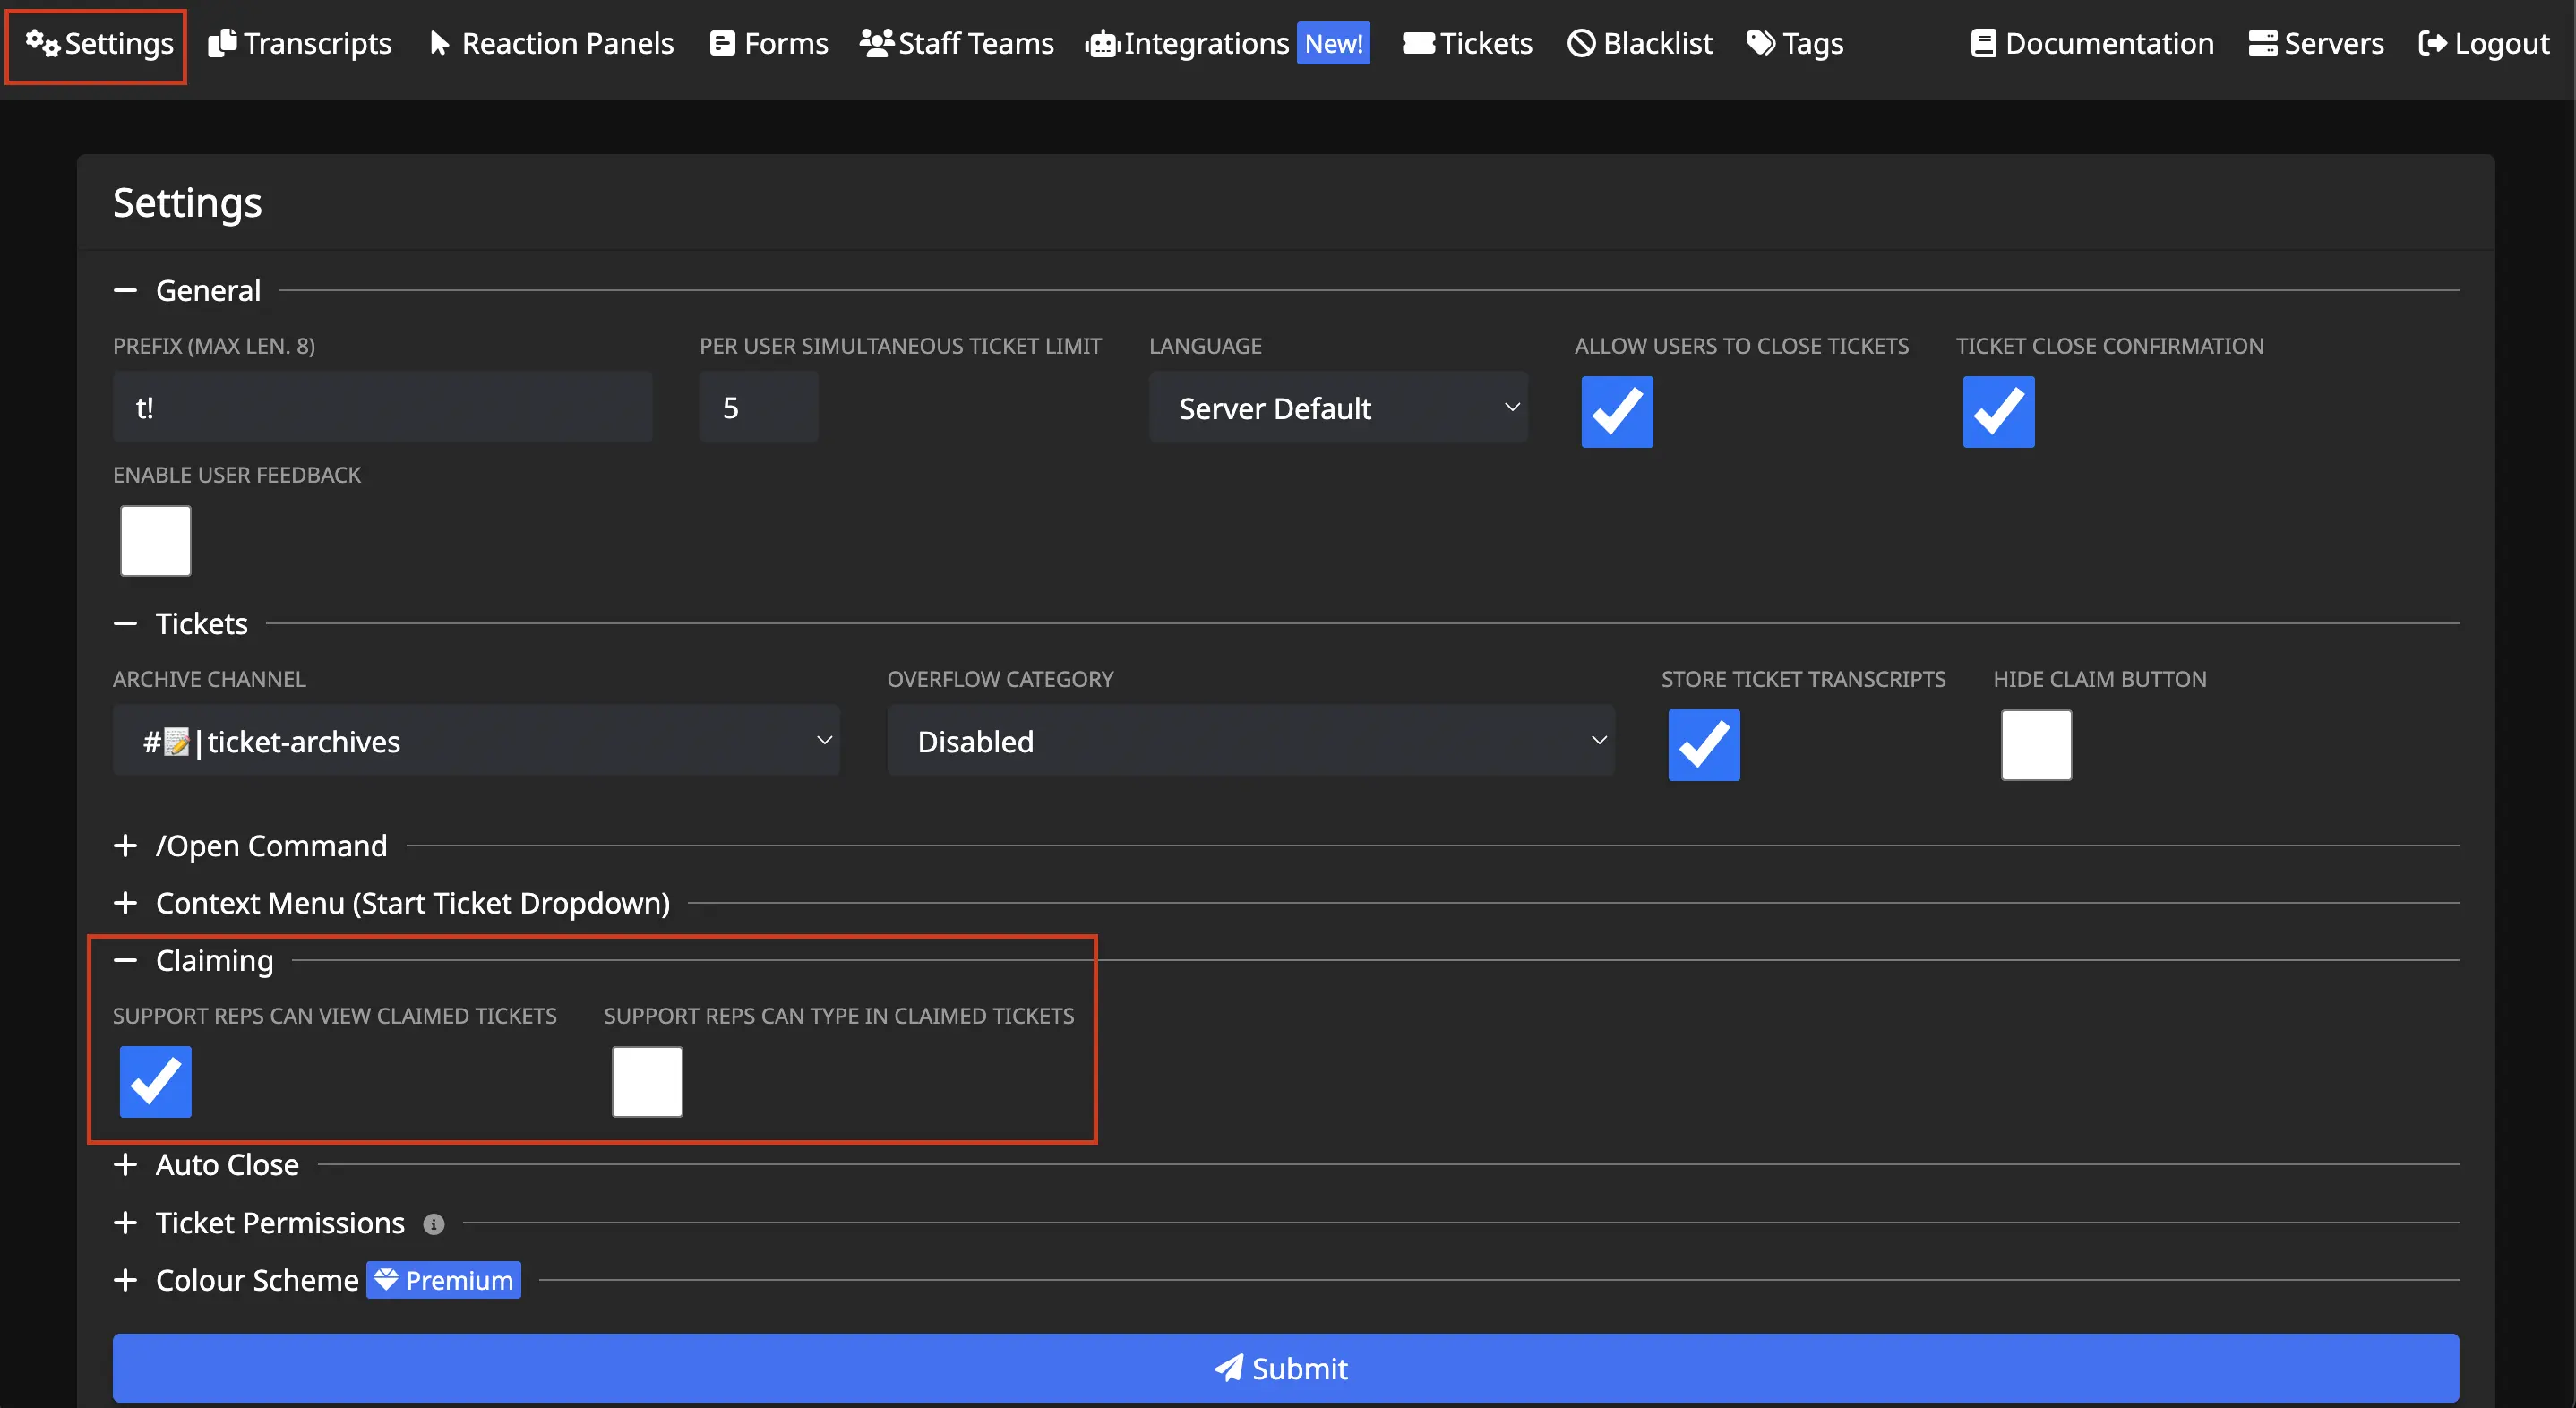 Settings Transcripts Reaction Panels Forms Staff Teams Integrations New! Tickets Blacklist Tags Documentation Servers Logout
Settings
General
PREFIX (MAX LEN. 8) PER USER SIMULTANEOUS TICKET LIMIT LANGUAGE ALLOW USERS TO CLOSE TICKETS TICKET CLOSE CONFIRMATION
t! 5 Server Default
ENABLE USER FEEDBACK
Tickets
ARCHIVE CHANNEL OVERFLOW CATEGORY STORE TICKET TRANSCRIPTS HIDE CLAIM BUTTON
#📝|ticket-archives Disabled
/Open Command
Context Menu (Start Ticket Dropdown)
Claiming
SUPPORT REPS CAN VIEW CLAIMED TICKETS SUPPORT REPS CAN TYPE IN CLAIMED TICKETS
Auto Close
Ticket Permissions
Colour Scheme Premium
Submit